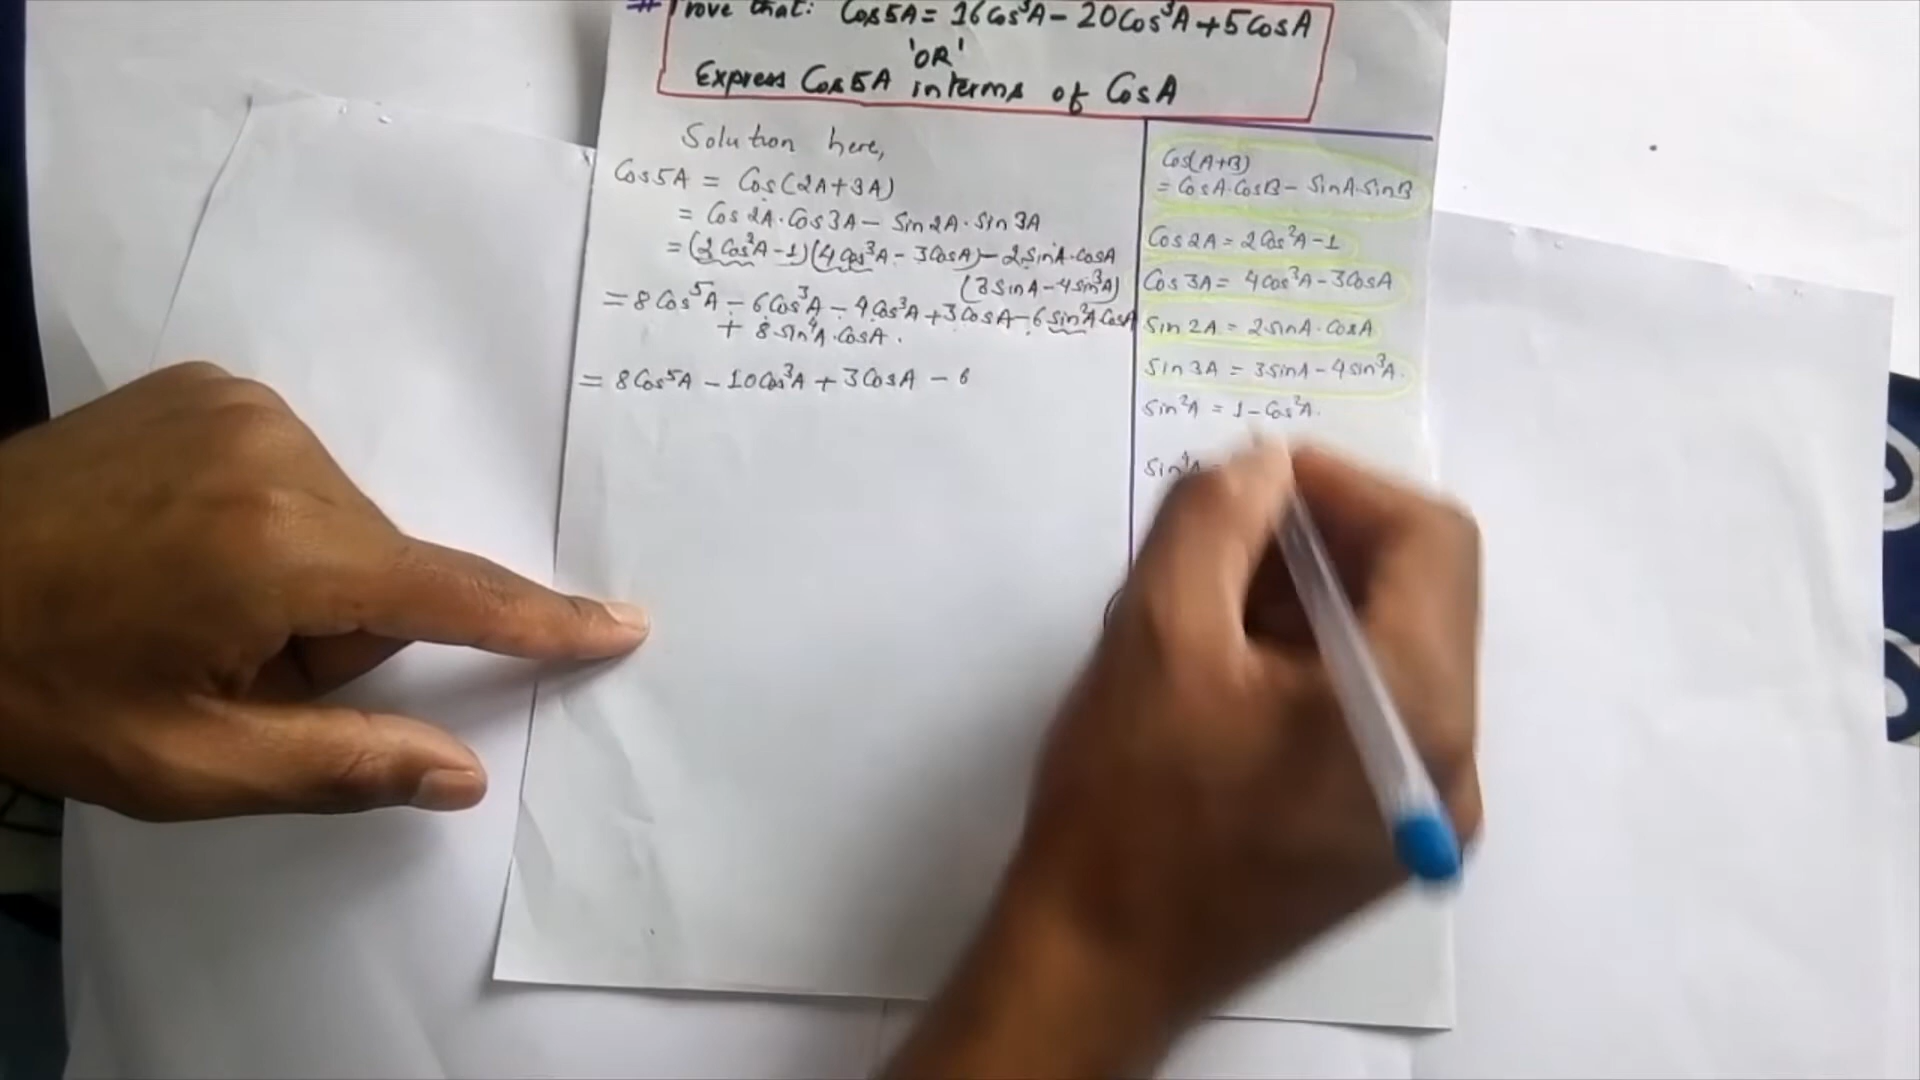 # Prove that: Cos5A = 16Cos⁵A - 20Cos³A + 5CosA
'OR'
Express Cos5A interms of CosA
Solution here,
Cos5A = Cos(2A+3A)
= Cos2A·Cos3A - Sin2A·Sin3A
= (2Cos²A-1)(4Cos³A - 3CosA) - 2SinA·CosA
(3SinA-4sin³A)
= 8Cos⁵A - 6Cos³A - 4Cos³A + 3CosA - 6sin²A CosA
+ 8sin⁴A·CosA.
= 8Cos⁵A - 10Cos³A + 3CosA - 6
Cos(A+B)
= CosA·CosB - SinA·SinB
Cos2A = 2Cos²A-1
Cos3A = 4Cos³A - 3CosA
Sin2A = 2sinA·CosA
Sin3A = 3sinA - 4sin³A.
Sin²A = 1 - Cos²A.
Sin⁴A =